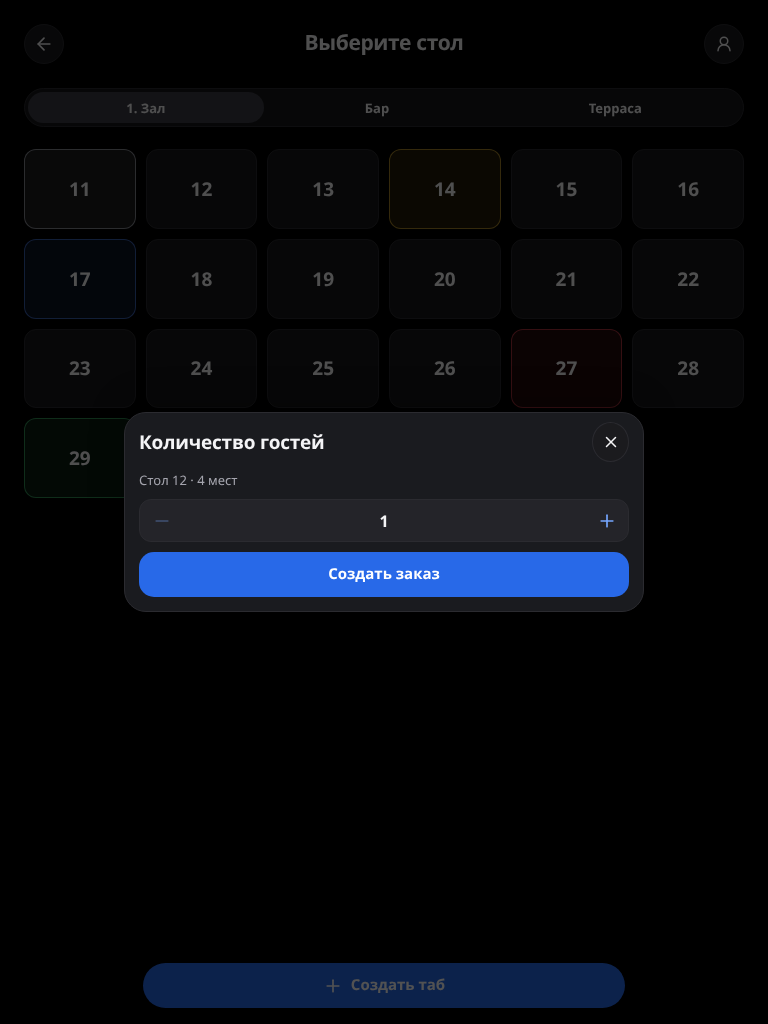 Выберите стол
1. Зал Бар Терраса
11 12 13 14 15 16
17 18 19 20 21 22
23 24 25 26 27 28
29
Количество гостей
Стол 12 · 4 мест
1
Создать заказ
Создать таб